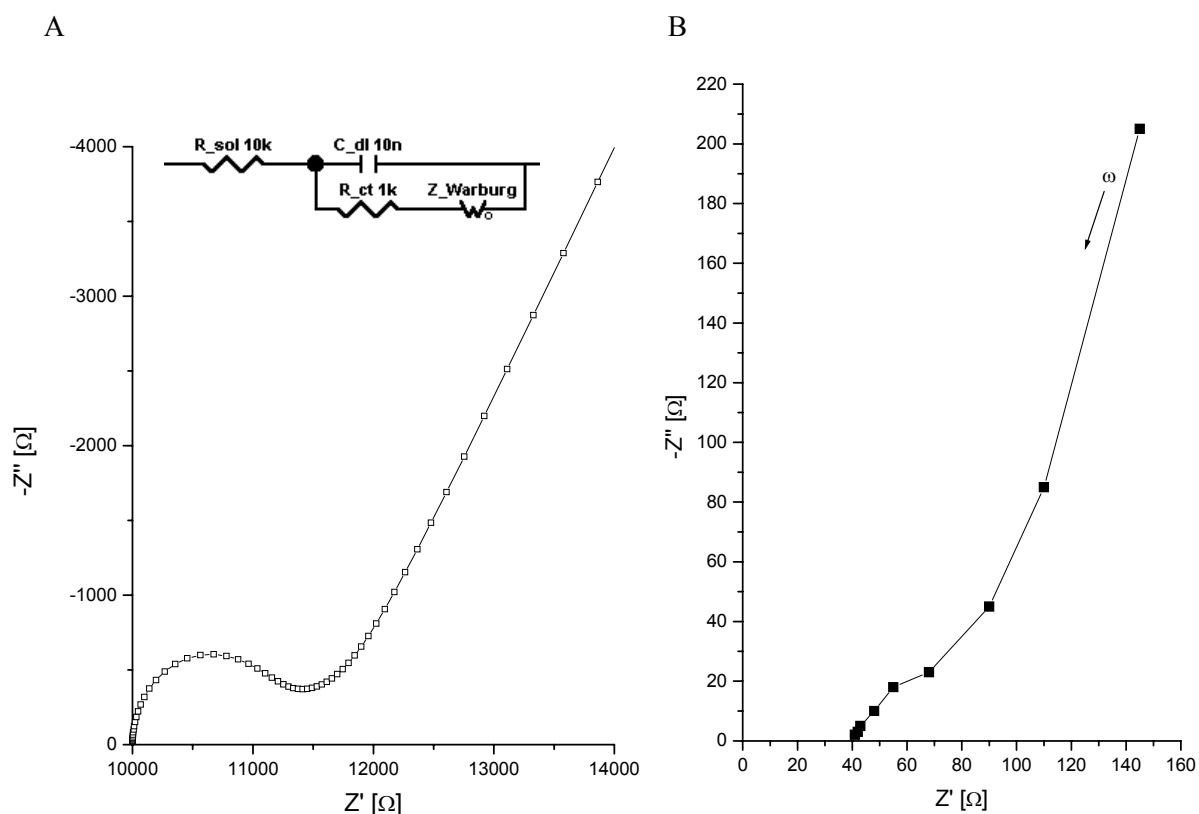 A
R_sol 10k
C_dl 10n
R_ct 1k
Z_Warburg
-4000
-3000
-2000
-1000
0
-Z'' [Ω]
10000 11000 12000 13000 14000
Z' [Ω]
B
ω
220
200
180
160
140
120
100
80
60
40
20
0
-Z'' [Ω]
0 20 40 60 80 100 120 140 160
Z' [Ω]